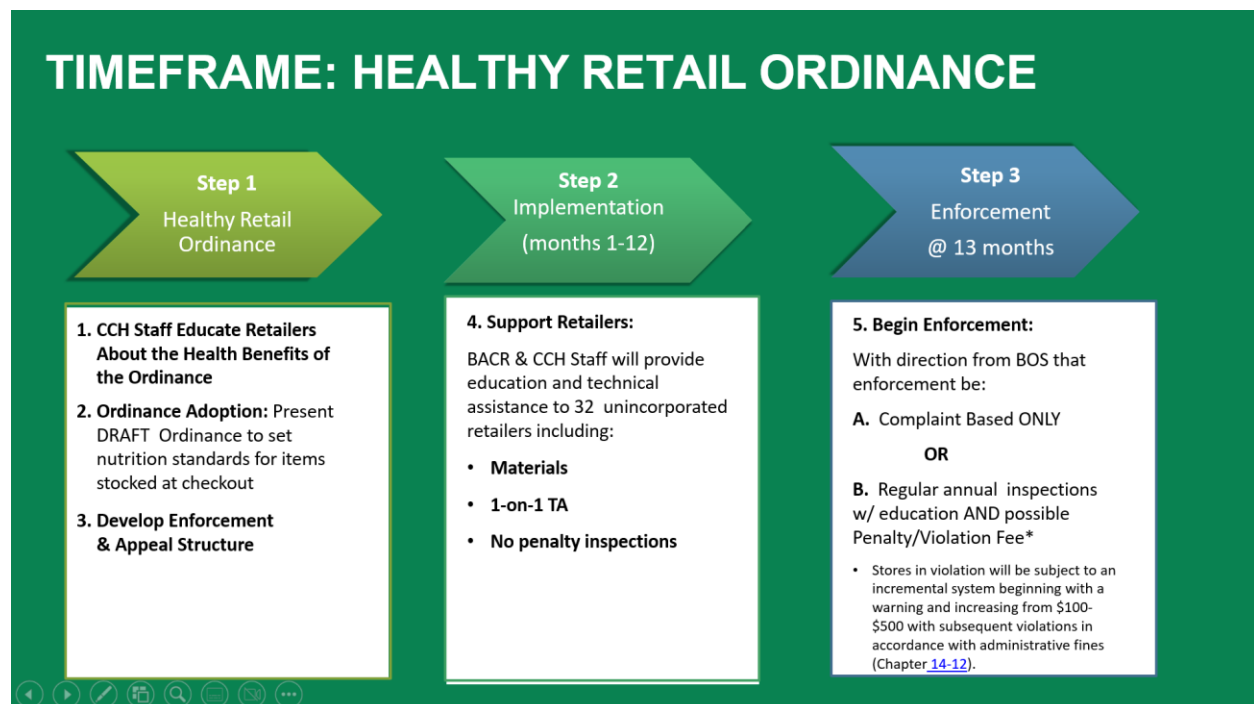 TIMEFRAME: HEALTHY RETAIL ORDINANCE
Step 1
Healthy Retail
Ordinance
1. CCH Staff Educate Retailers
About the Health Benefits of
the Ordinance
2. Ordinance Adoption: Present
DRAFT Ordinance to set
nutrition standards for items
stocked at checkout
3. Develop Enforcement
& Appeal Structure
Step 2
Implementation
(months 1-12)
4. Support Retailers:
BACR & CCH Staff will provide
education and technical
assistance to 32 unincorporated
retailers including:
• Materials
• 1-on-1 TA
• No penalty inspections
Step 3
Enforcement
@ 13 months
5. Begin Enforcement:
With direction from BOS that
enforcement be:
A. Complaint Based ONLY
OR
B. Regular annual inspections
w/ education AND possible
Penalty/Violation Fee*
• Stores in violation will be subject to an
incremental system beginning with a
warning and increasing from $100-
$500 with subsequent violations in
accordance with administrative fines
(Chapter 14-12).